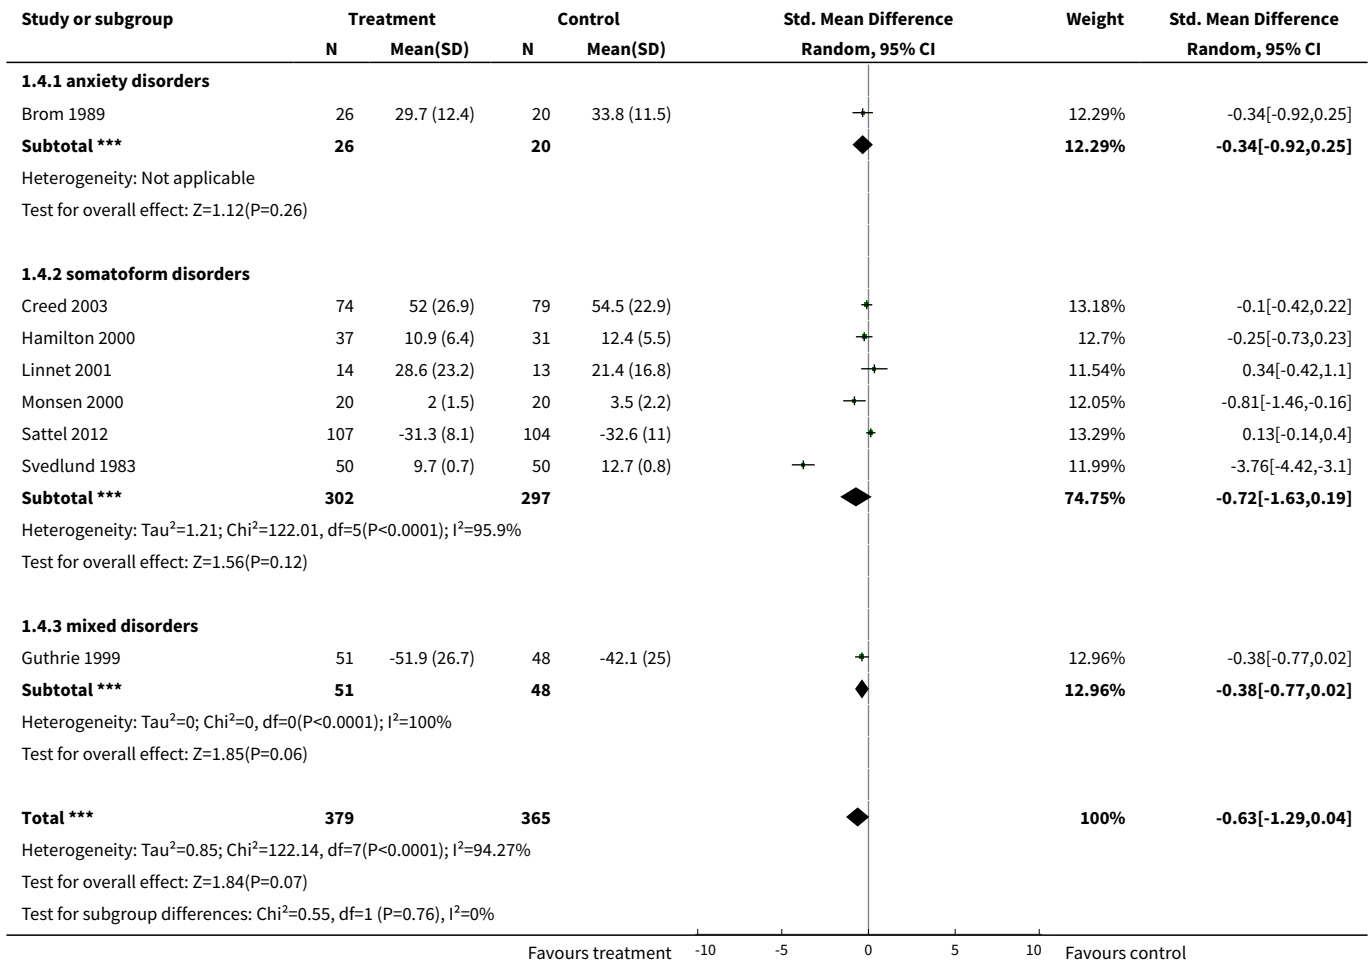 Study or subgroup Treatment Control Std. Mean Difference Weight Std. Mean Difference
N Mean(SD) N Mean(SD) Random, 95% CI Random, 95% CI
1.4.1 anxiety disorders
Brom 1989 26 29.7 (12.4) 20 33.8 (11.5) 12.29% -0.34[-0.92,0.25]
Subtotal *** 26 20 12.29% -0.34[-0.92,0.25]
Heterogeneity: Not applicable
Test for overall effect: Z=1.12(P=0.26)
1.4.2 somatoform disorders
Creed 2003 74 52 (26.9) 79 54.5 (22.9) 13.18% -0.1[-0.42,0.22]
Hamilton 2000 37 10.9 (6.4) 31 12.4 (5.5) 12.7% -0.25[-0.73,0.23]
Linnet 2001 14 28.6 (23.2) 13 21.4 (16.8) 11.54% 0.34[-0.42,1.1]
Monsen 2000 20 2 (1.5) 20 3.5 (2.2) 12.05% -0.81[-1.46,-0.16]
Sattel 2012 107 -31.3 (8.1) 104 -32.6 (11) 13.29% 0.13[-0.14,0.4]
Svedlund 1983 50 9.7 (0.7) 50 12.7 (0.8) 11.99% -3.76[-4.42,-3.1]
Subtotal *** 302 297 74.75% -0.72[-1.63,0.19]
Heterogeneity: Tau²=1.21; Chi²=122.01, df=5(P<0.0001); I²=95.9%
Test for overall effect: Z=1.56(P=0.12)
1.4.3 mixed disorders
Guthrie 1999 51 -51.9 (26.7) 48 -42.1 (25) 12.96% -0.38[-0.77,0.02]
Subtotal *** 51 48 12.96% -0.38[-0.77,0.02]
Heterogeneity: Tau²=0; Chi²=0, df=0(P<0.0001); I²=100%
Test for overall effect: Z=1.85(P=0.06)
Total *** 379 365 100% -0.63[-1.29,0.04]
Heterogeneity: Tau²=0.85; Chi²=122.14, df=7(P<0.0001); I²=94.27%
Test for overall effect: Z=1.84(P=0.07)
Test for subgroup differences: Chi²=0.55, df=1 (P=0.76), I²=0%
Favours treatment -10 -5 0 5 10 Favours control